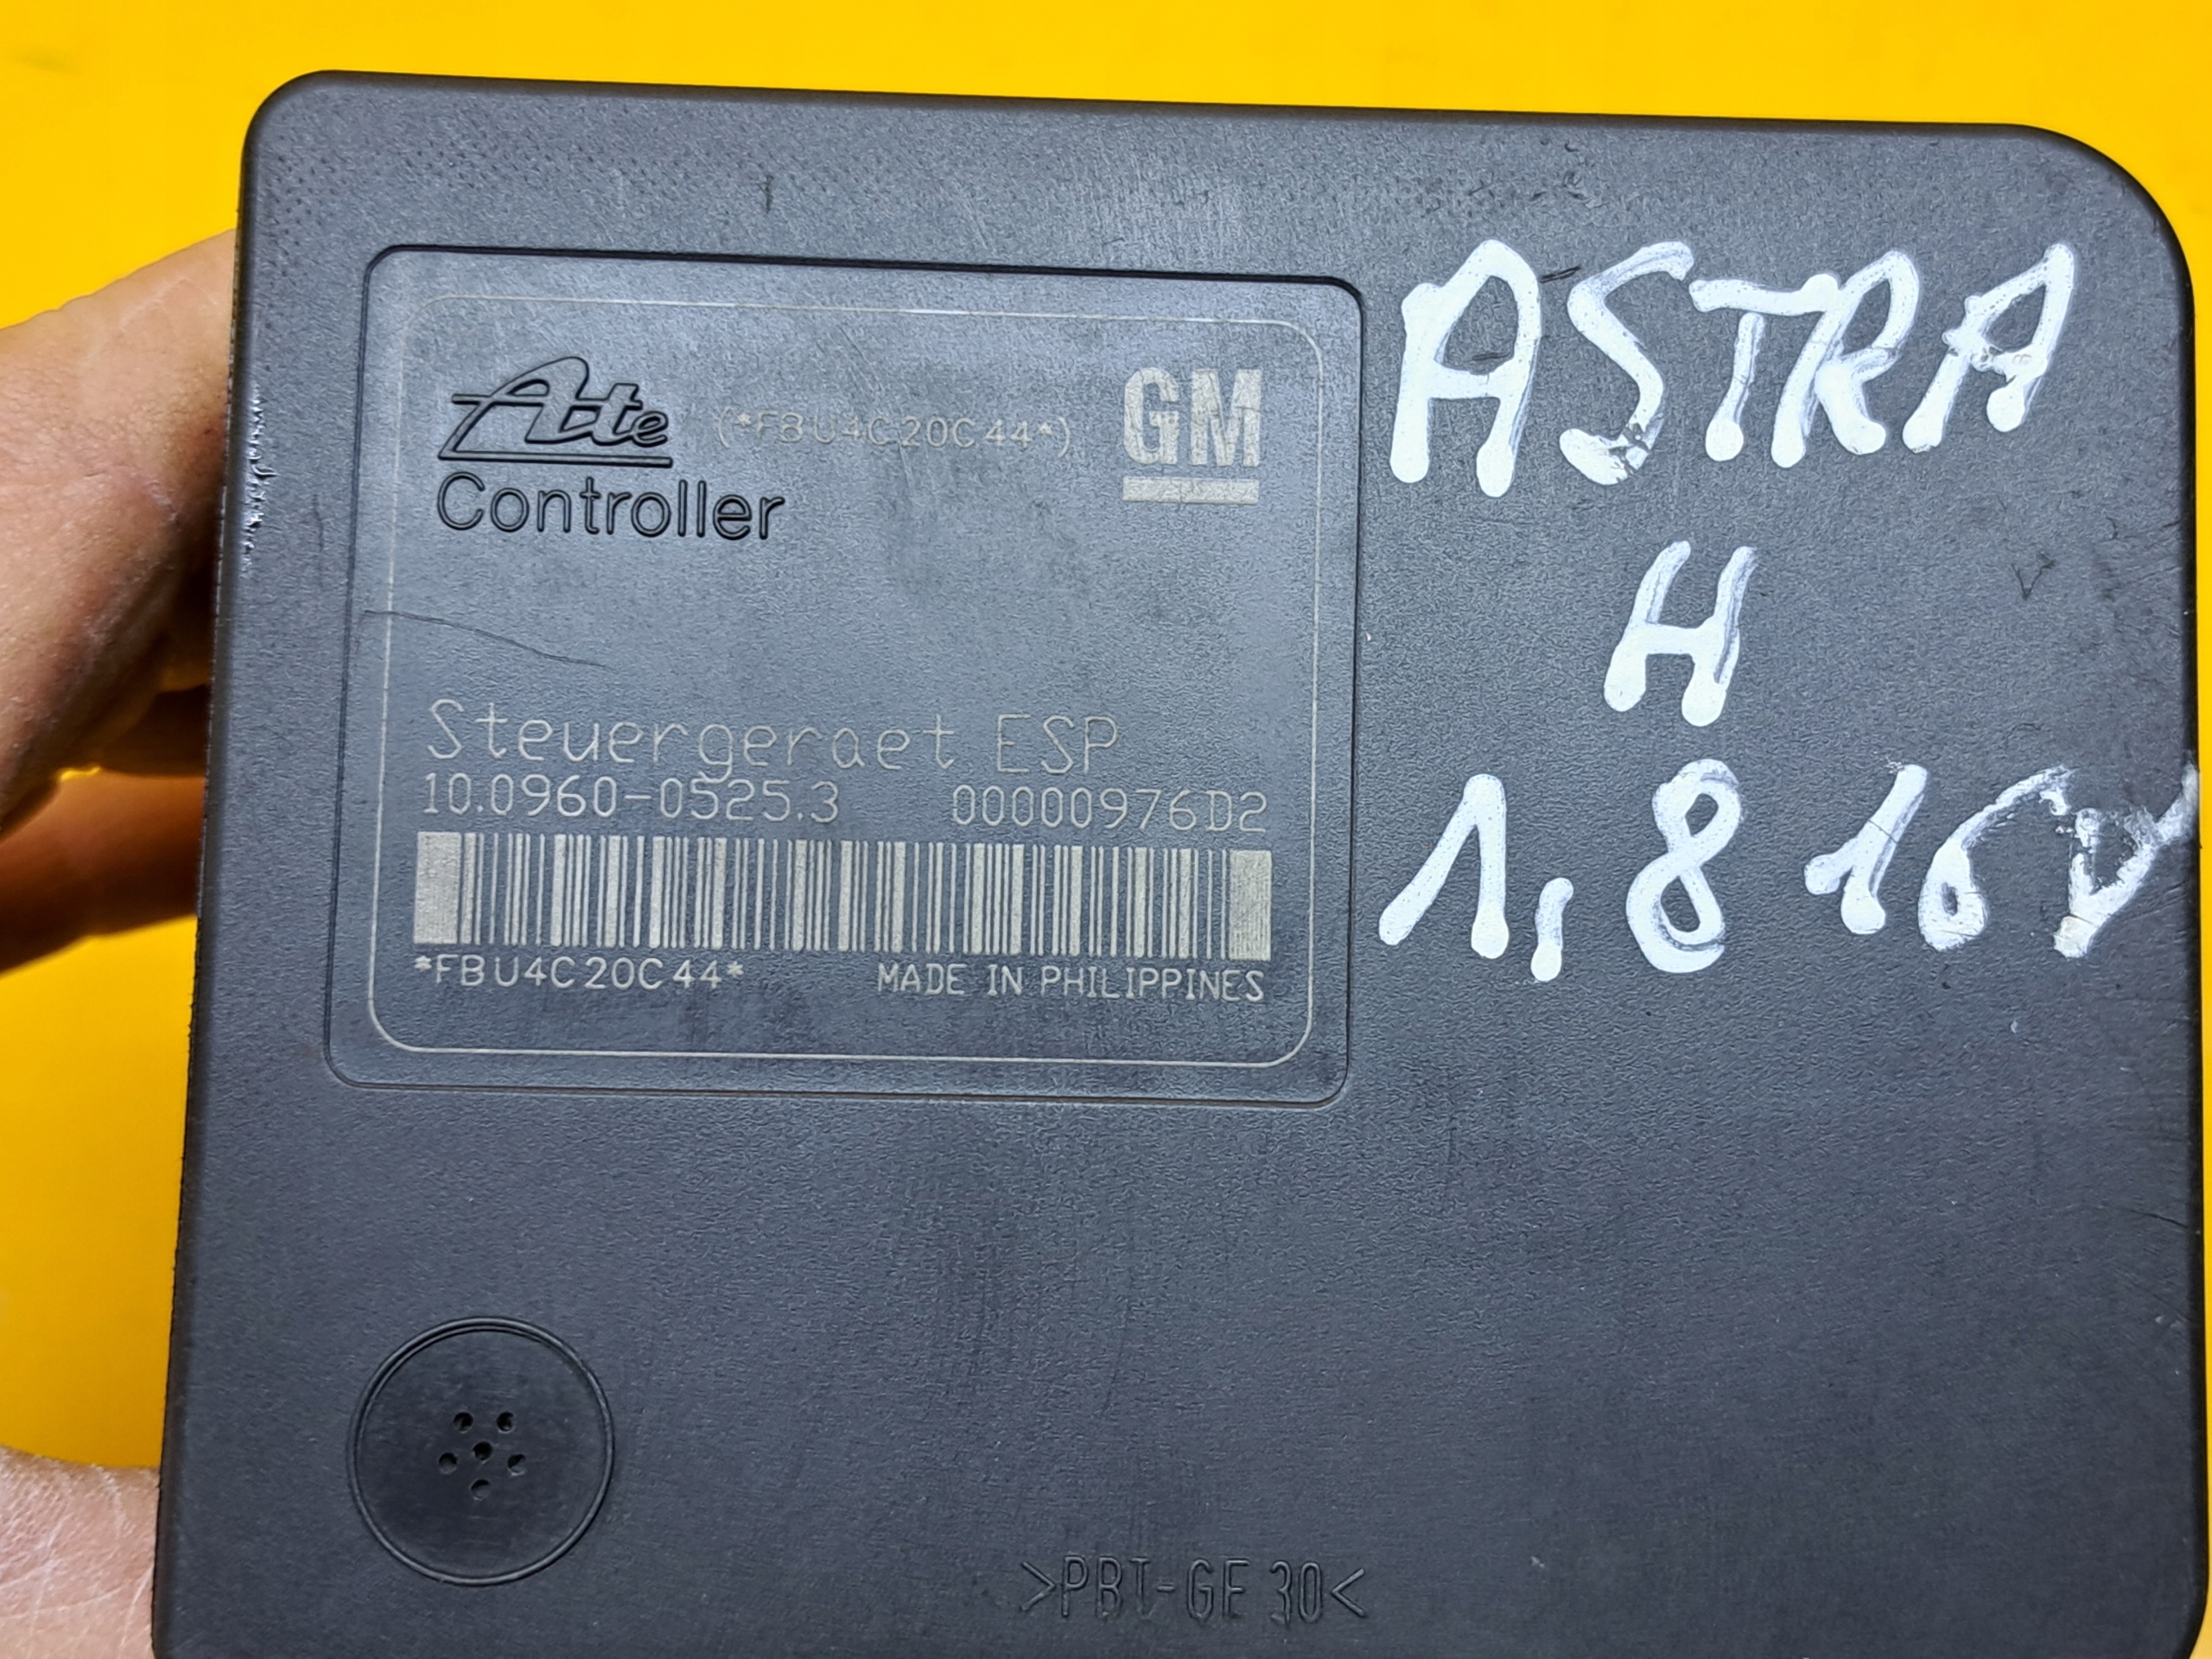 Ate (*FBU4C20C44*) GM
Controller
Steuergeraet ESP
10.0960-0525.3 00000976D2
*FBU4C20C44* MADE IN PHILIPPINES
ASTRA
H
1,8 16V
>PBT-GF 30<